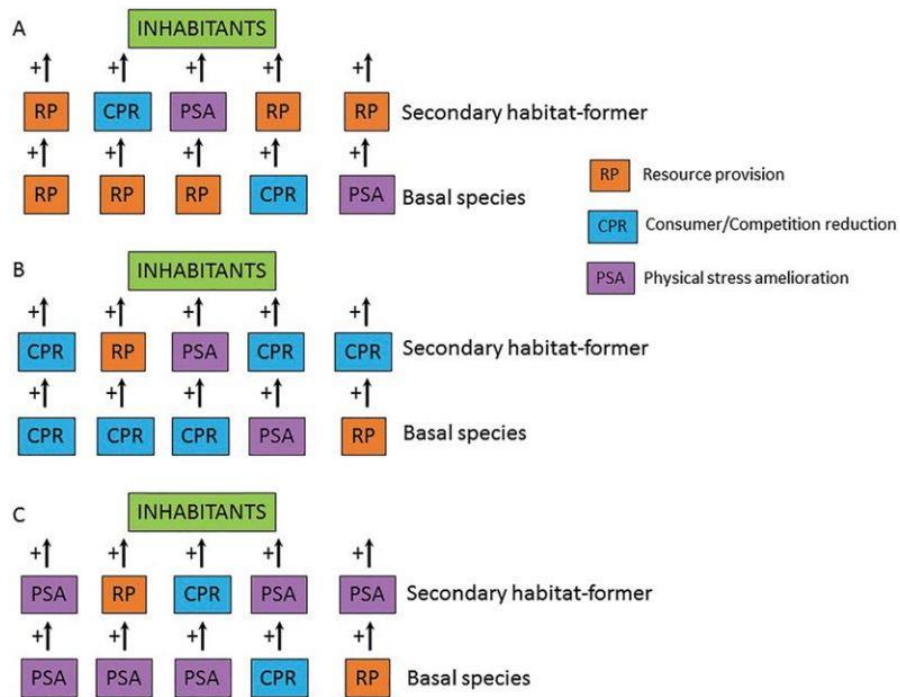 A
INHABITANTS
+ + + + +
RP CPR PSA RP RP Secondary habitat-former
+ + + + +
RP RP RP CPR PSA Basal species
RP Resource provision
CPR Consumer/Competition reduction
PSA Physical stress amelioration
B
INHABITANTS
+ + + + +
CPR RP PSA CPR CPR Secondary habitat-former
+ + + + +
CPR CPR CPR PSA RP Basal species
C
INHABITANTS
+ + + + +
PSA RP CPR PSA PSA Secondary habitat-former
+ + + + +
PSA PSA PSA CPR RP Basal species